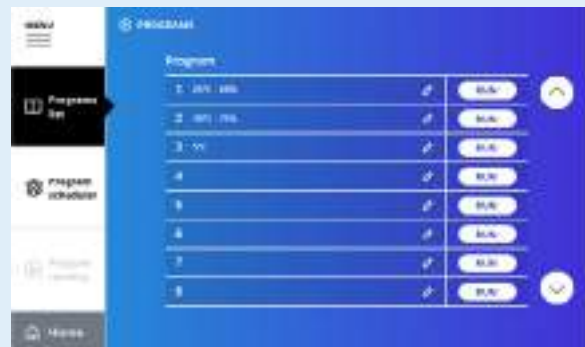 MENU
PROGRAMS
Program
Programs
list
1
RUN
2
RUN
3
RUN
Program
scheduler
4
RUN
5
RUN
6
RUN
Program
7
RUN
8
RUN
Home